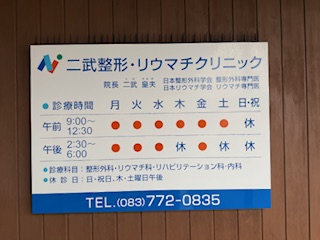 二武整形・リウマチクリニック
院長 二武 皇夫 日本整形外科学会 整形外科専門医
日本リウマチ学会 リウマチ専門医
●診療時間 月 火 水 木 金 土 日・祝
午前 9:00〜12:30 ● ● ● ● ● ● 休
午後 2:30〜6:00 ● ● ● 休 ● 休 休
●診療科目:整形外科・リウマチ科・リハビリテーション科・内科
●休診日:日・祝日、木・土曜日午後
TEL.(083)772-0835